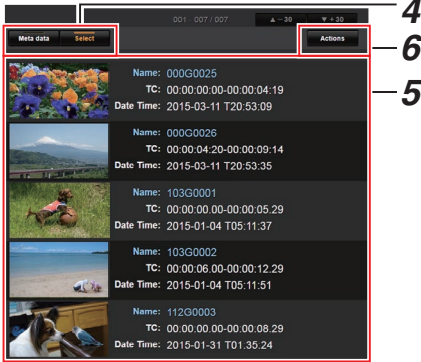 4
001 - 007 / 007 ▲ - 30 ▼ + 30
Meta data Select Actions
6
5
Name: 000G0025
TC: 00:00:00:00-00:00:04:19
Date Time: 2015-03-11 T20:53:09
Name: 000G0026
TC: 00:00:04:20-00:00:09:14
Date Time: 2015-03-11 T20:53:35
Name: 103G0001
TC: 00:00:00.00-00:00:05.29
Date Time: 2015-01-04 T05:11:37
Name: 103G0002
TC: 00:00:06.00-00:00:12.29
Date Time: 2015-01-04 T05:11:51
Name: 112G0003
TC: 00:00:00.00-00:00:08.29
Date Time: 2015-01-31 T01.35.24